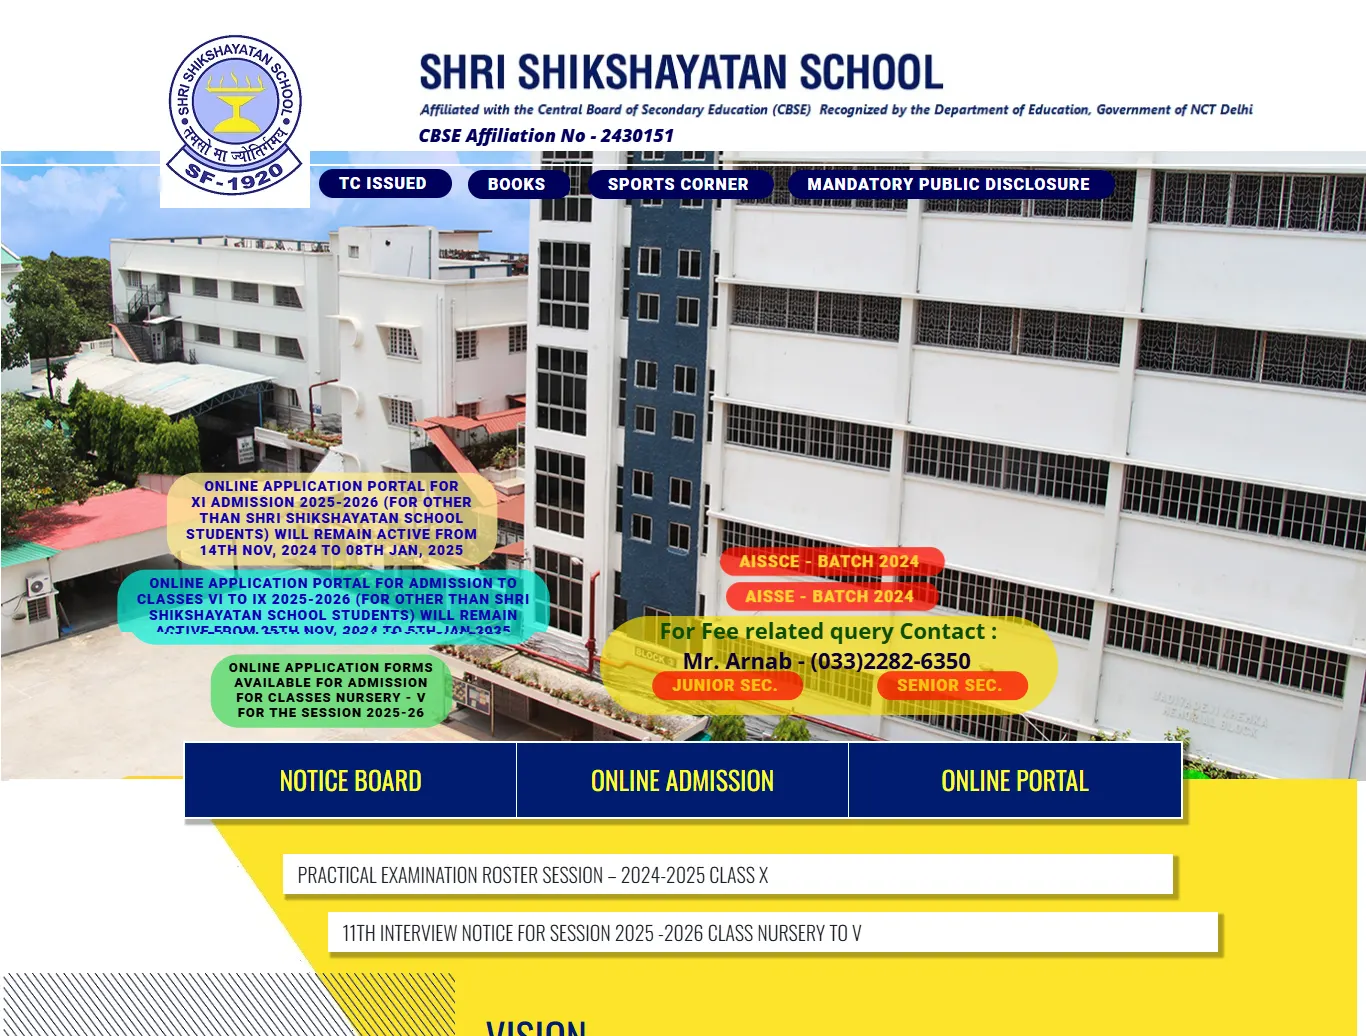 SHRI SHIKSHAYATAN SCHOOL
तमसो मा ज्योतिर्गमय
SF-1920
SHRI SHIKSHAYATAN SCHOOL
Affiliated with the Central Board of Secondary Education (CBSE) Recognized by the Department of Education, Government of NCT Delhi
CBSE Affiliation No - 2430151
TC ISSUED
BOOKS
SPORTS CORNER
MANDATORY PUBLIC DISCLOSURE
ONLINE APPLICATION PORTAL FOR
XI ADMISSION 2025-2026 (FOR OTHER
THAN SHRI SHIKSHAYATAN SCHOOL
STUDENTS) WILL REMAIN ACTIVE FROM
14TH NOV, 2024 TO 08TH JAN, 2025
ONLINE APPLICATION PORTAL FOR ADMISSION TO
CLASSES VI TO IX 2025-2026 (FOR OTHER THAN SHRI
SHIKSHAYATAN SCHOOL STUDENTS) WILL REMAIN
ACTIVE FROM 25TH NOV, 2024 TO 5TH JAN 2025
ONLINE APPLICATION FORMS
AVAILABLE FOR ADMISSION
FOR CLASSES NURSERY - V
FOR THE SESSION 2025-26
AISSCE - BATCH 2024
AISSE - BATCH 2024
For Fee related query Contact :
Mr. Arnab - (033)2282-6350
JUNIOR SEC.
SENIOR SEC.
BLOCK
MEMORIAL BLOCK
NOTICE BOARD
ONLINE ADMISSION
ONLINE PORTAL
PRACTICAL EXAMINATION ROSTER SESSION – 2024-2025 CLASS X
11TH INTERVIEW NOTICE FOR SESSION 2025 -2026 CLASS NURSERY TO V
VISION